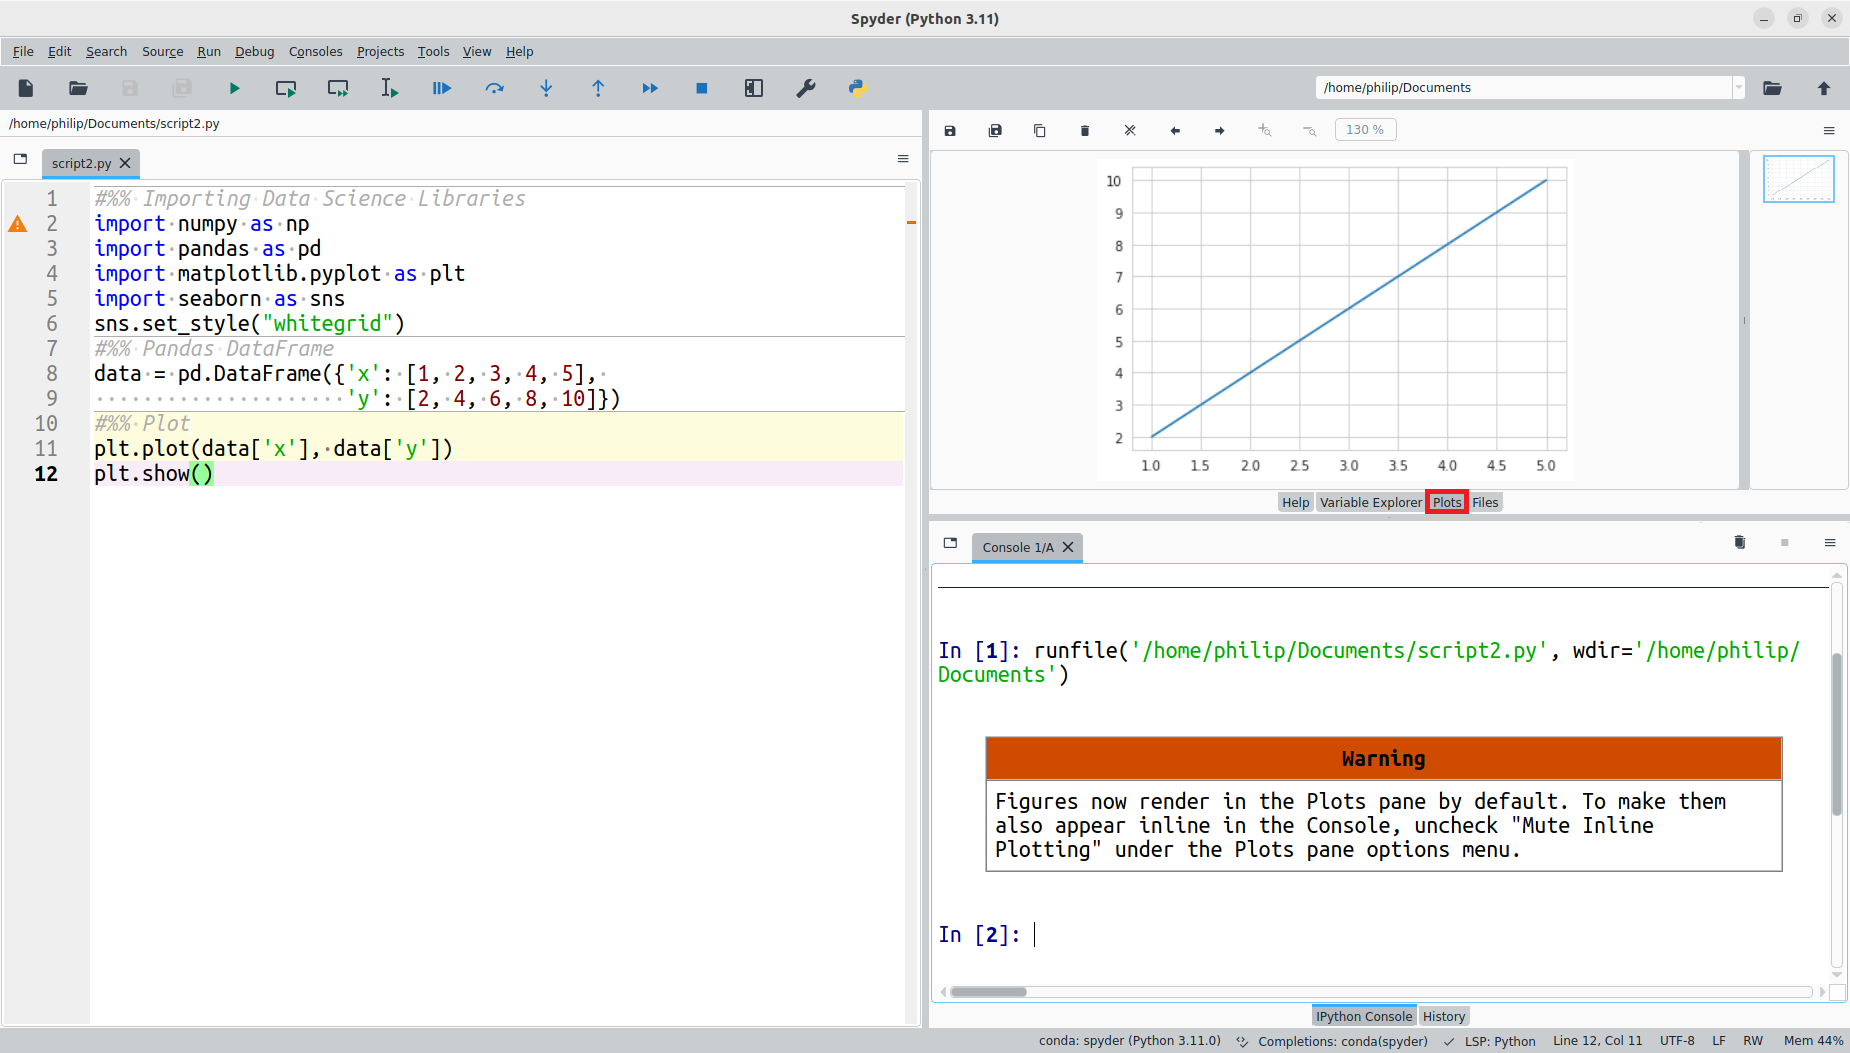 Spyder (Python 3.11)
File Edit Search Source Run Debug Consoles Projects Tools View Help
/home/philip/Documents
/home/philip/Documents/script2.py
script2.py
1 #%% Importing Data Science Libraries
2 import numpy as np
3 import pandas as pd
4 import matplotlib.pyplot as plt
5 import seaborn as sns
6 sns.set_style("whitegrid")
7 #%% Pandas DataFrame
8 data = pd.DataFrame({'x': [1, 2, 3, 4, 5],
9 'y': [2, 4, 6, 8, 10]})
10 #%% Plot
11 plt.plot(data['x'], data['y'])
12 plt.show()
130 %
10
9
8
7
6
5
4
3
2
1.0 1.5 2.0 2.5 3.0 3.5 4.0 4.5 5.0
Help Variable Explorer Plots Files
Console 1/A
In [1]: runfile('/home/philip/Documents/script2.py', wdir='/home/philip/
Documents')
Warning
Figures now render in the Plots pane by default. To make them
also appear inline in the Console, uncheck "Mute Inline
Plotting" under the Plots pane options menu.
In [2]:
IPython Console History
conda: spyder (Python 3.11.0) Completions: conda(spyder) LSP: Python Line 12, Col 11 UTF-8 LF RW Mem 44%